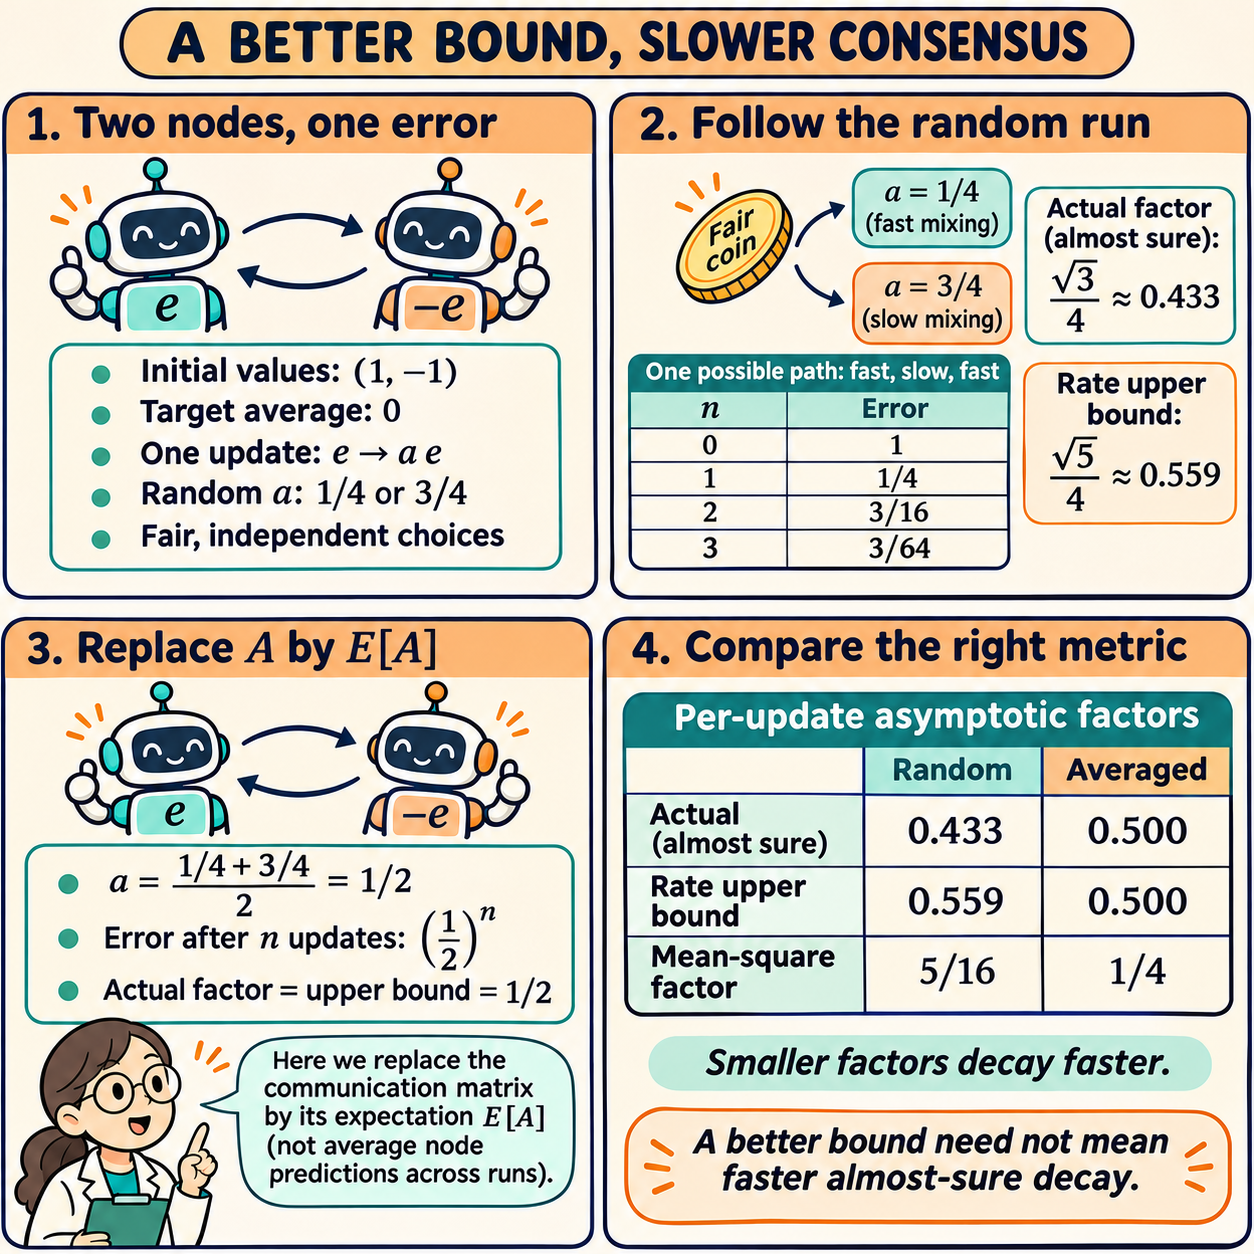 A BETTER BOUND, SLOWER CONSENSUS
1. Two nodes, one error
e
−e
Initial values: (1, −1)
Target average: 0
One update: e → a e
Random a: 1/4 or 3/4
Fair, independent choices
2. Follow the random run
Fair
coin
a = 1/4
(fast mixing)
a = 3/4
(slow mixing)
Actual factor
(almost sure):
√3/4 ≈ 0.433
One possible path: fast, slow, fast
n Error
0 1
1 1/4
2 3/16
3 3/64
Rate upper
bound:
√5/4 ≈ 0.559
3. Replace A by E[A]
e
−e
a = (1/4 + 3/4)/2 = 1/2
Error after n updates: (1/2)^n
Actual factor = upper bound = 1/2
Here we replace the
communication matrix
by its expectation E[A]
(not average node
predictions across runs).
4. Compare the right metric
Per-update asymptotic factors
Random Averaged
Actual
(almost sure) 0.433 0.500
Rate upper
bound 0.559 0.500
Mean-square
factor 5/16 1/4
Smaller factors decay faster.
A better bound need not mean
faster almost-sure decay.